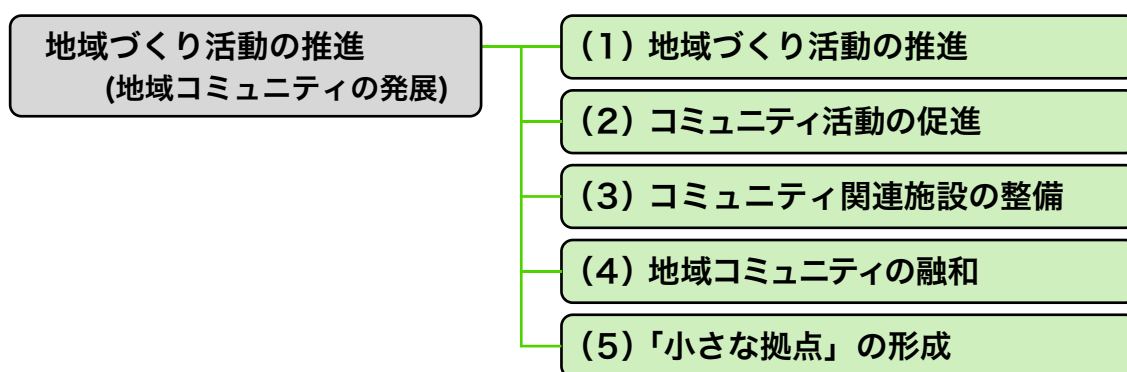 地域づくり活動の推進
(地域コミュニティの発展)
（1）地域づくり活動の推進
（2）コミュニティ活動の促進
（3）コミュニティ関連施設の整備
（4）地域コミュニティの融和
（5）「小さな拠点」の形成